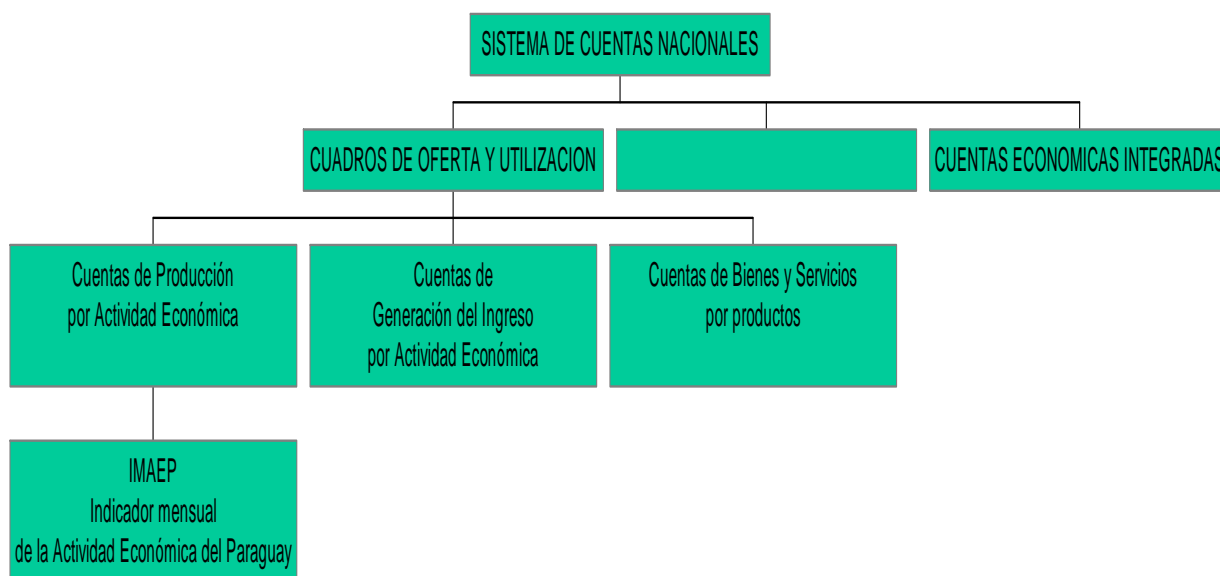 SISTEMA DE CUENTAS NACIONALES
CUADROS DE OFERTA Y UTILIZACION
CUENTAS ECONOMICAS INTEGRADAS
Cuentas de Producción
por Actividad Económica
Cuentas de
Generación del Ingreso
por Actividad Económica
Cuentas de Bienes y Servicios
por productos
IMAEP
Indicador mensual
de la Actividad Económica del Paraguay